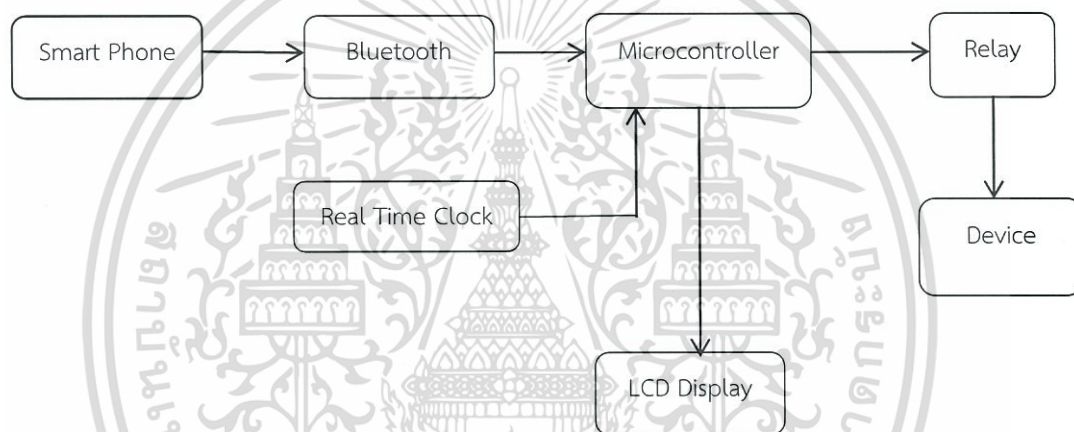 Smart Phone
Bluetooth
Microcontroller
Relay
Real Time Clock
Device
LCD Display